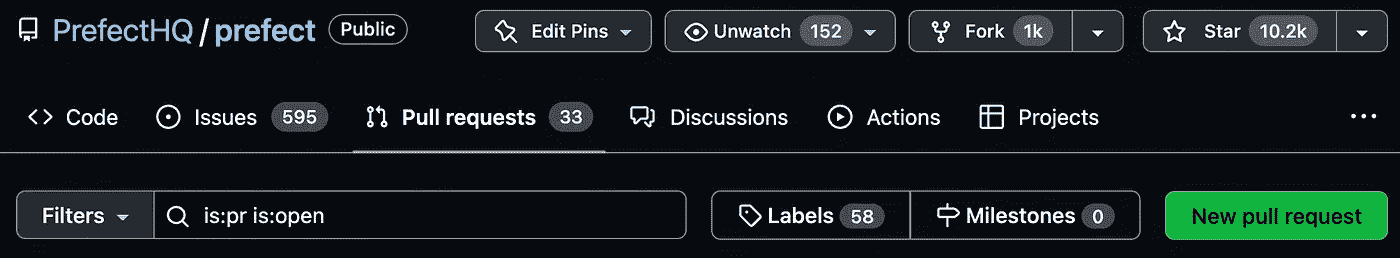 PrefectHQ / prefect Public Edit Pins Unwatch 152 Fork 1k Star 10.2k
Code Issues 595 Pull requests 33 Discussions Actions Projects ...
Filters is:pr is:open Labels 58 Milestones 0 New pull request